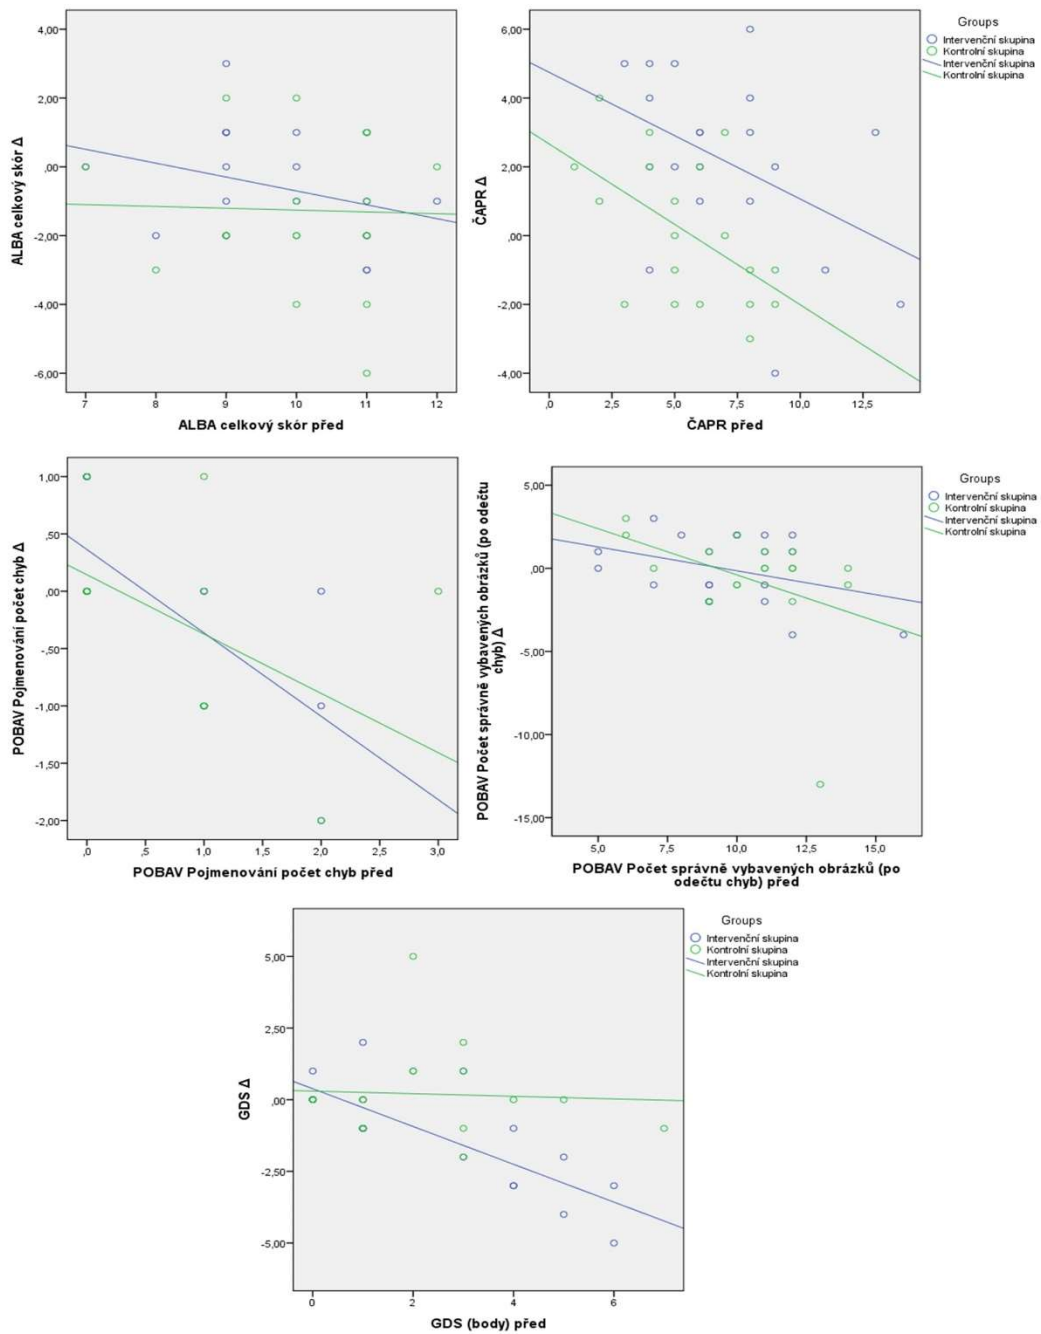 4,00
2,00
,00
-2,00
-4,00
-6,00
ALBA celkový skór Δ
7 8 9 10 11 12
ALBA celkový skór před
6,00
4,00
2,00
,00
-2,00
-4,00
ČAPR Δ
,0 2,5 5,0 7,5 10,0 12,5
ČAPR před
Groups
Intervenční skupina
Kontrolní skupina
Intervenční skupina
Kontrolní skupina
1,00
,50
,00
-,50
-1,00
-1,50
-2,00
POBAV Pojmenování počet chyb Δ
,0 ,5 1,0 1,5 2,0 2,5 3,0
POBAV Pojmenování počet chyb před
5,00
,00
-5,00
-10,00
-15,00
POBAV Počet správně vybavených obrázků (po odečtu
chyb) Δ
5,0 7,5 10,0 12,5 15,0
POBAV Počet správně vybavených obrázků (po
odečtu chyb) před
Groups
Intervenční skupina
Kontrolní skupina
Intervenční skupina
Kontrolní skupina
5,00
2,50
,00
-2,50
-5,00
GDS Δ
0 2 4 6
GDS (body) před
Groups
Intervenční skupina
Kontrolní skupina
Intervenční skupina
Kontrolní skupina